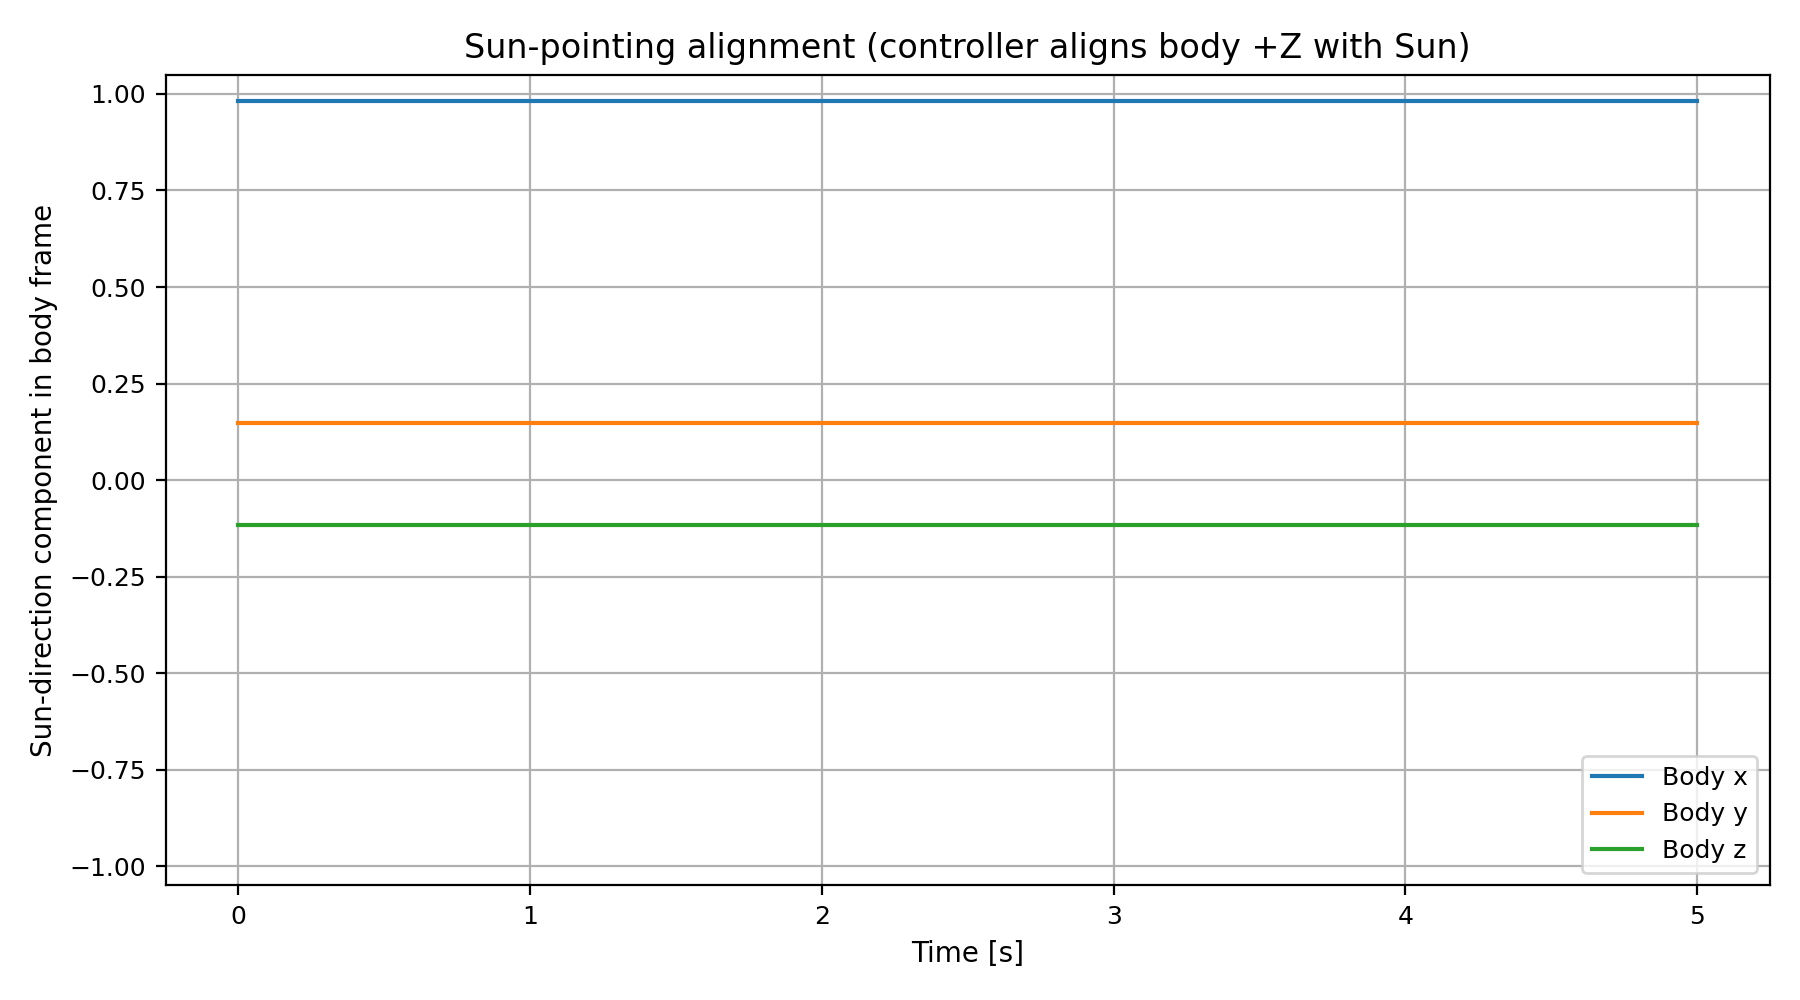 Sun-pointing alignment (controller aligns body +Z with Sun)
Sun-direction component in body frame
1.00
0.75
0.50
0.25
0.00
−0.25
−0.50
−0.75
−1.00
Body x
Body y
Body z
0 1 2 3 4 5
Time [s]